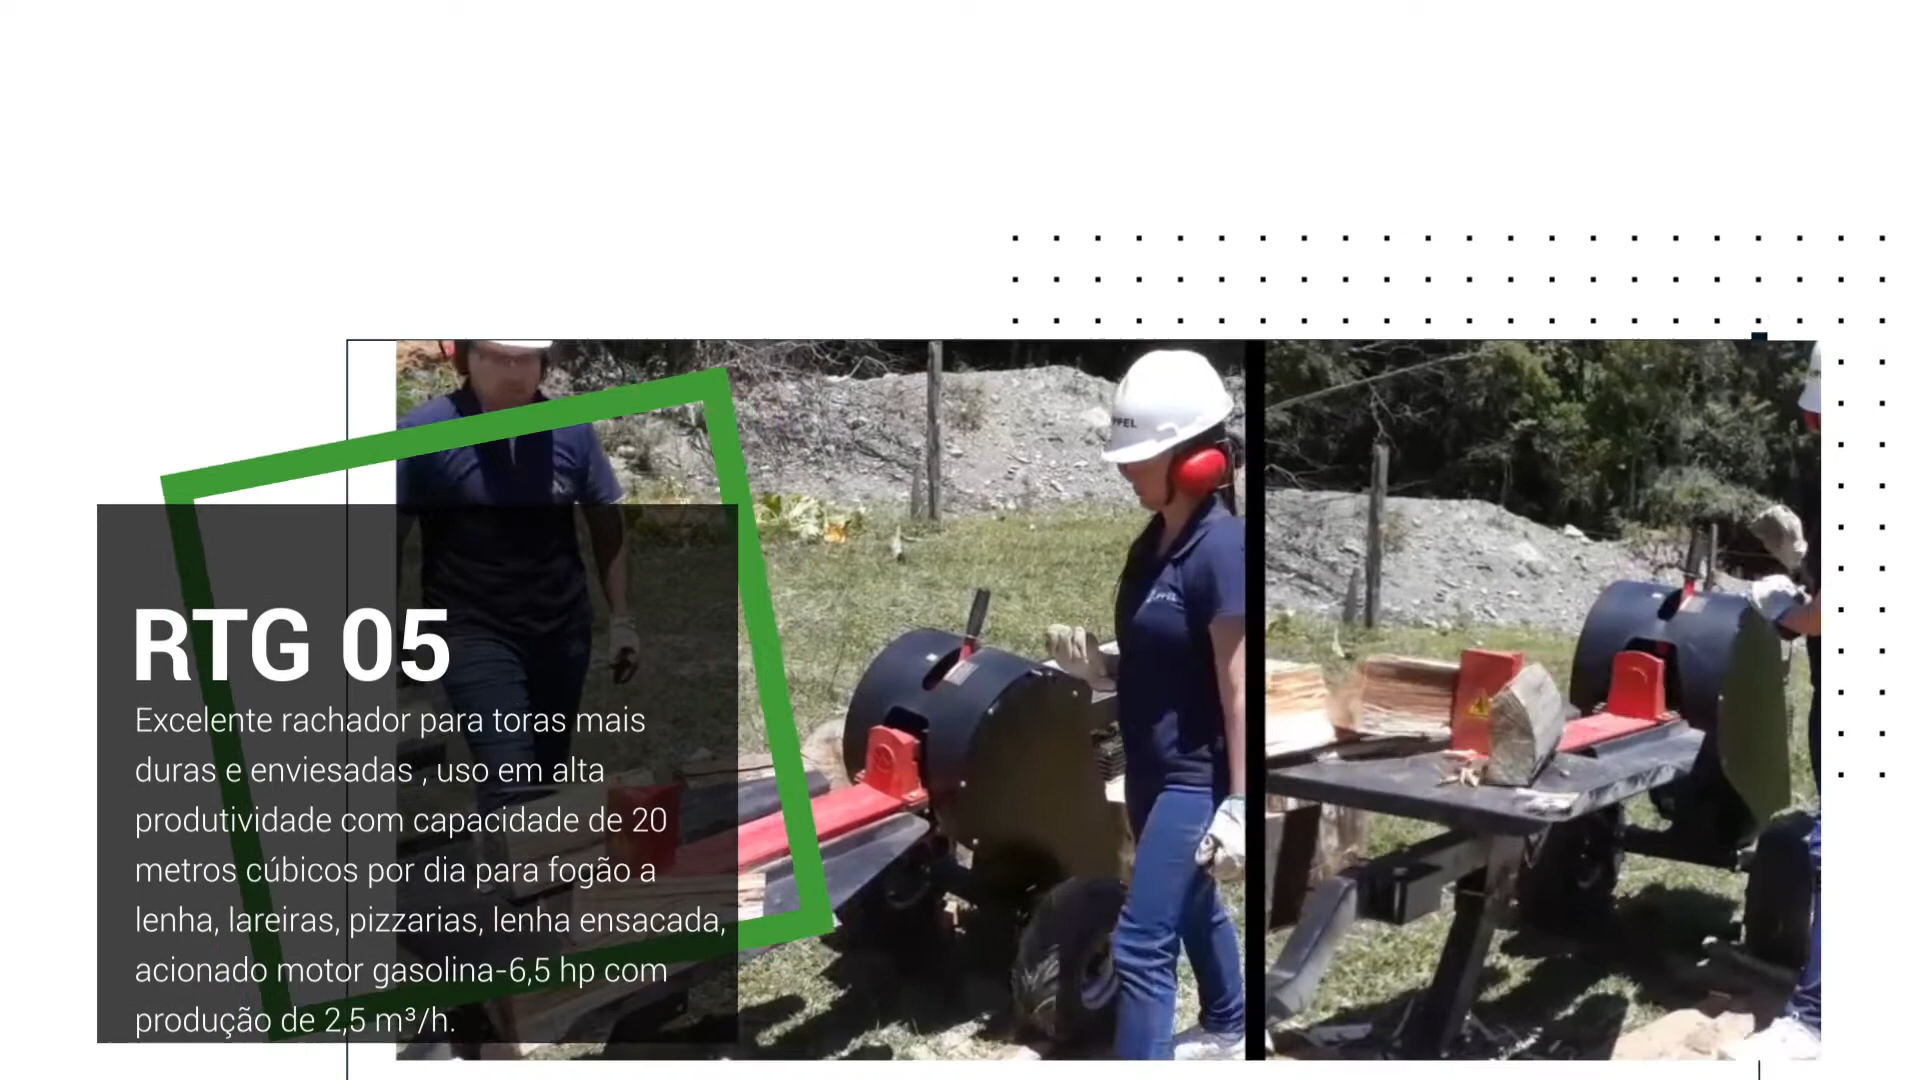 RTG 05
Excelente rachador para toras mais
duras e enviesadas , uso em alta
produtividade com capacidade de 20
metros cúbicos por dia para fogão a
lenha, lareiras, pizzarias, lenha ensacada,
acionado motor gasolina-6,5 hp com
produção de 2,5 m³/h.